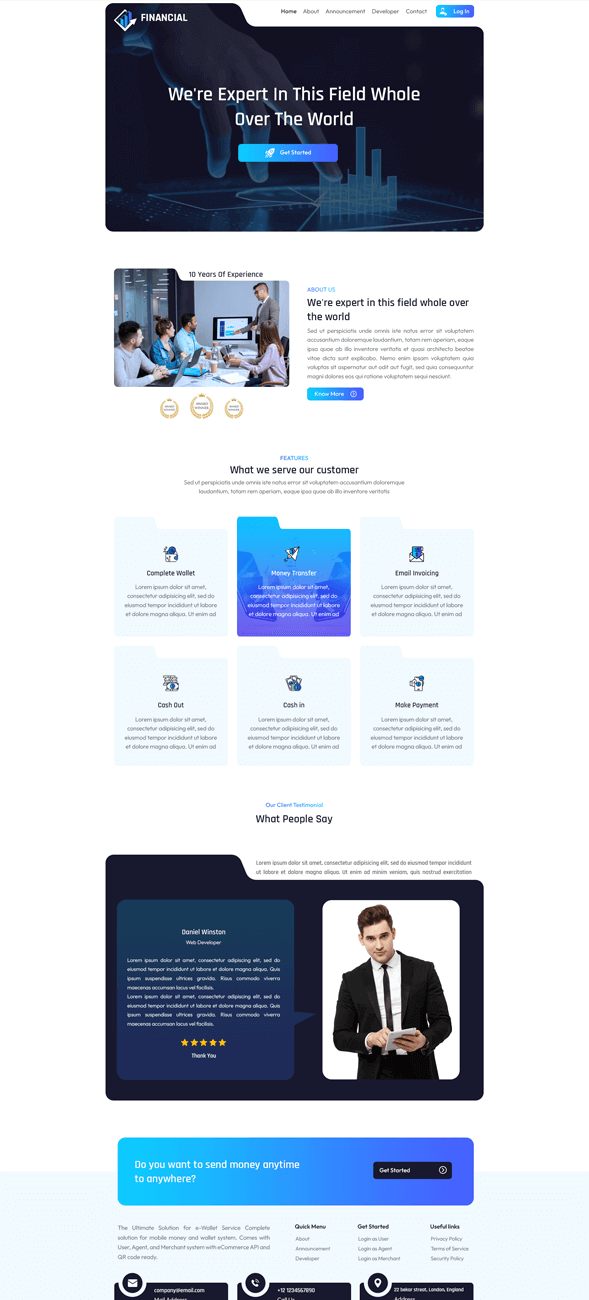 FINANCIAL
Home About Announcement Developer Contact Log In
We're Expert In This Field Whole
Over The World
Get Started
10 Years Of Experience
ABOUT US
We're expert in this field whole over
the world
Sed ut perspiciatis unde omnis iste natus error sit voluptatem
accusantium doloremque laudantium, totam rem aperiam, eaque
ipsa quae ab illo inventore veritatis et quasi architecto beatae
vitae dicta sunt explicabo. Nemo enim ipsam voluptatem quia
voluptas sit aspernatur aut odit aut fugit, sed quia consequuntur
magni dolores eos qui ratione voluptatem sequi nesciunt.
Know More
AWARD
WINNER
AWARD
WINNER
AWARD
WINNER
FEATURES
What we serve our customer
Sed ut perspiciatis unde omnis iste natus error sit voluptatem accusantium doloremque
laudantium, totam rem aperiam, eaque ipsa quae ab illo inventore veritatis
Complete Wallet
Lorem ipsum dolor sit amet,
consectetur adipisicing elit, sed do
eiusmod tempor incididunt ut labore
et dolore magna aliqua. Ut enim ad
Money Transfer
Lorem ipsum dolor sit amet,
consectetur adipisicing elit, sed do
eiusmod tempor incididunt ut labore
et dolore magna aliqua. Ut enim ad
Email Invoicing
Lorem ipsum dolor sit amet,
consectetur adipisicing elit, sed do
eiusmod tempor incididunt ut labore
et dolore magna aliqua. Ut enim ad
Cash Out
Lorem ipsum dolor sit amet,
consectetur adipisicing elit, sed do
eiusmod tempor incididunt ut labore
et dolore magna aliqua. Ut enim ad
Cash in
Lorem ipsum dolor sit amet,
consectetur adipisicing elit, sed do
eiusmod tempor incididunt ut labore
et dolore magna aliqua. Ut enim ad
Make Payment
Lorem ipsum dolor sit amet,
consectetur adipisicing elit, sed do
eiusmod tempor incididunt ut labore
et dolore magna aliqua. Ut enim ad
Our Client Testimonial
What People Say
Lorem ipsum dolor sit amet, consectetur adipisicing elit, sed do eiusmod tempor incididunt
ut labore et dolore magna aliqua. Ut enim ad minim veniam, quis nostrud exercitation
Daniel Winston
Web Developer
Lorem ipsum dolor sit amet, consectetur adipiscing elit, sed do
eiusmod tempor incididunt ut labore et dolore magna aliqua.
Quis ipsum suspendisse ultrices gravida. Risus commodo viverra
maecenas accumsan lacus vel facilisis.
Lorem ipsum dolor sit amet, consectetur adipiscing elit, sed do
eiusmod tempor incididunt ut labore et dolore magna aliqua.
Quis ipsum suspendisse ultrices gravida. Risus commodo viverra
maecenas accumsan lacus vel facilisis.
Thank You
Do you want to send money anytime
to anywhere?
Get Started
The Ultimate Solution for e-Wallet Service Complete
solution for mobile money and wallet system. Comes with
User, Agent, and Merchant system with eCommerce API and
QR code ready.
Quick Menu
About
Announcement
Developer
Get Started
Login as User
Login as Agent
Login as Merchant
Useful links
Privacy Policy
Terms of Service
Security Policy
company@email.com
Mail Address
+12 1234567890
Call Us
22 bekar straat, London, England
Address